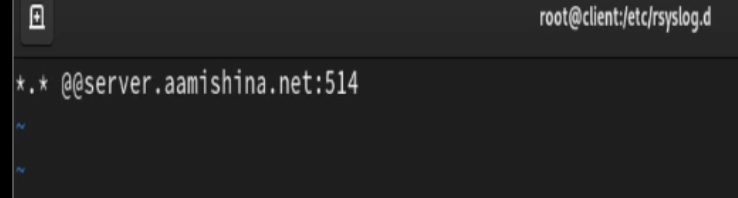 root@client:/etc/rsyslog.d
*.* @@server.aamishina.net:514
~
~